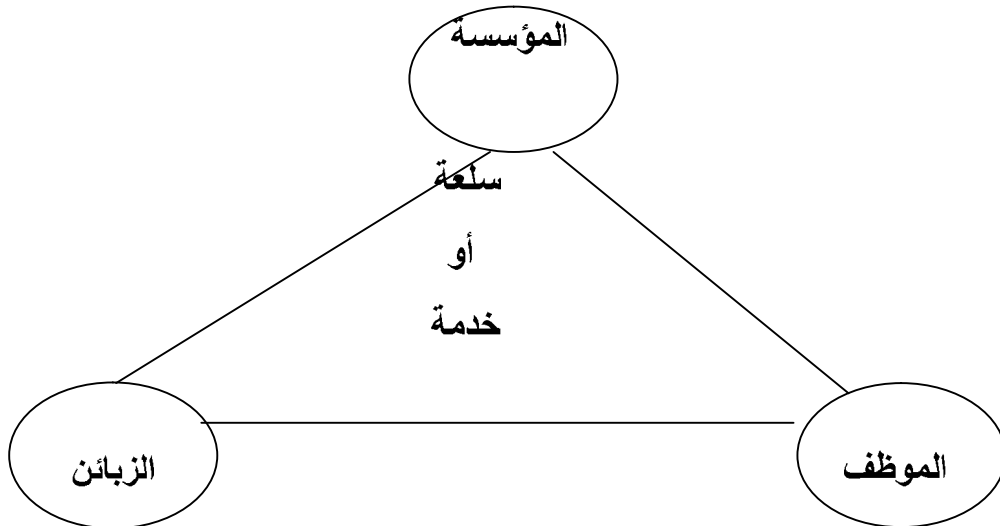 المؤسسة
سلعة
أو
خدمة
الزبائن
الموظف